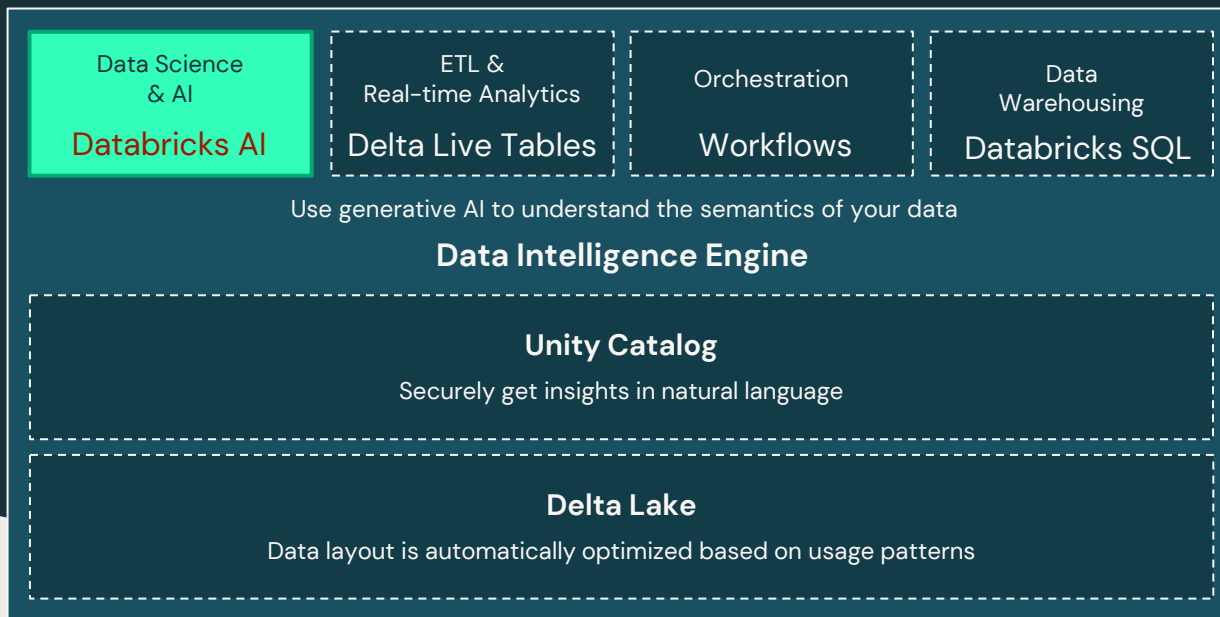 Data Science
& AI
Databricks AI
ETL &
Real-time Analytics
Delta Live Tables
Orchestration
Workflows
Data
Warehousing
Databricks SQL
Use generative AI to understand the semantics of your data
Data Intelligence Engine
Unity Catalog
Securely get insights in natural language
Delta Lake
Data layout is automatically optimized based on usage patterns